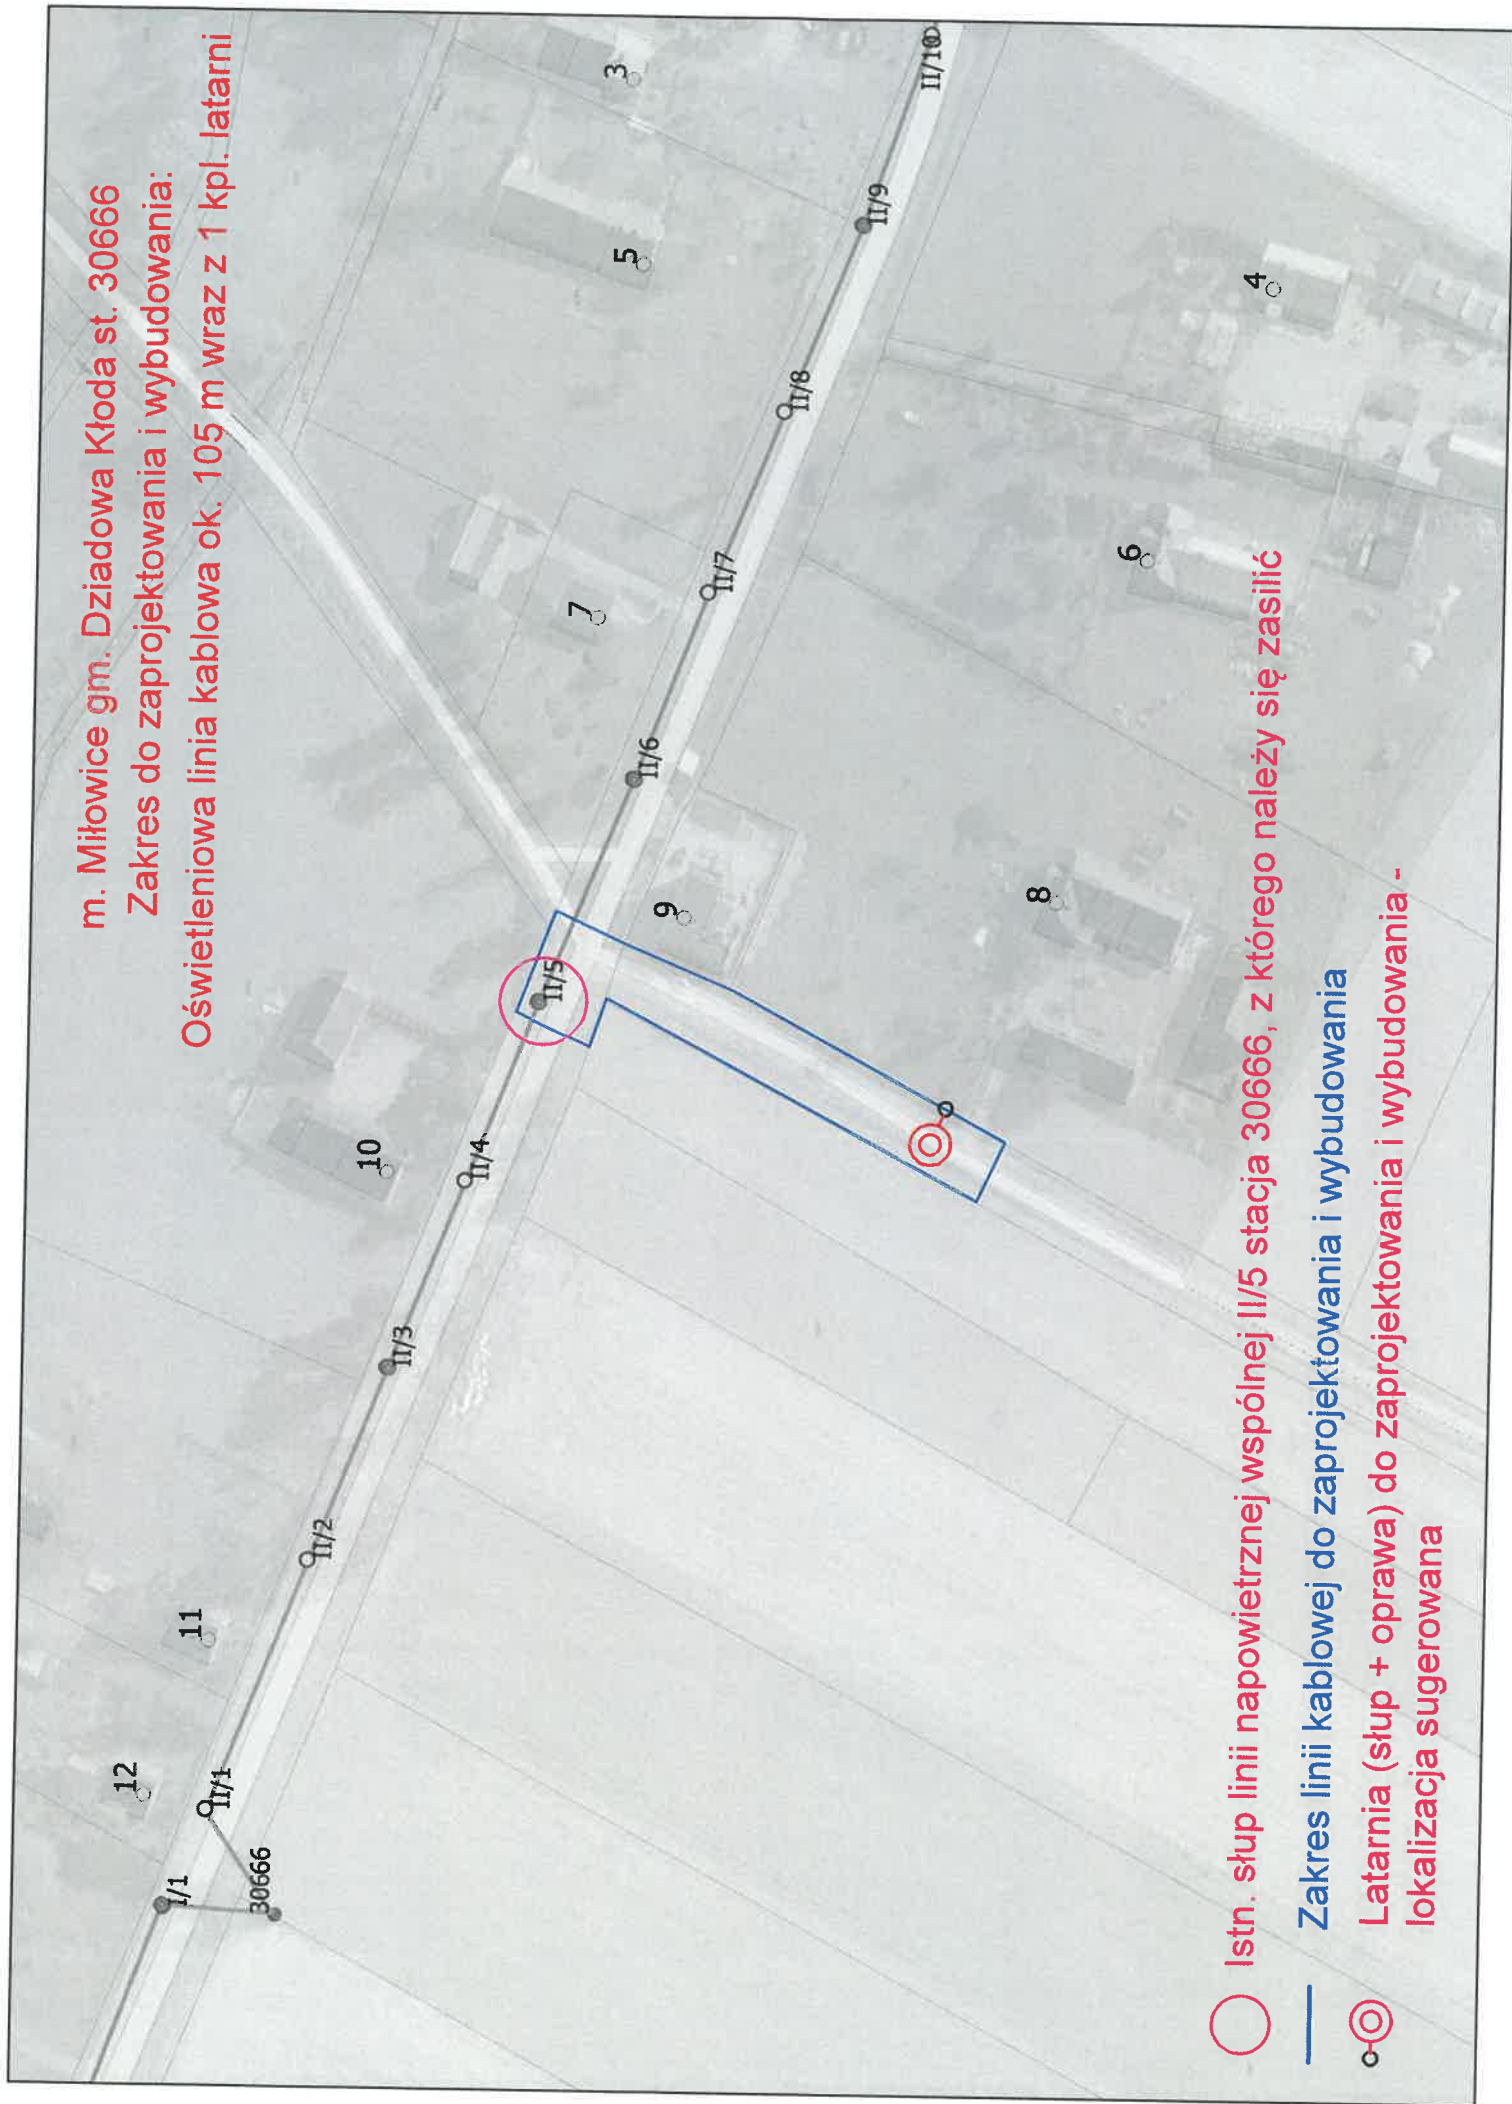 m. Miłowice gm. Dziadowa Kłoda st. 30666
Zakres do zaprojektowania i wybudowania:
Oświetleniowa linia kablowa ok. 105 m wraz z 1 kpl. latarni
12
11
10
9
7
5
3
8
6
4
I/1
30666
II/1
II/2
II/3
II/4
II/5
II/6
II/7
II/8
II/9
II/10
Istn. słup linii napowietrznej wspólnej II/5 stacja 30666, z którego należy się zasilić
Zakres linii kablowej do zaprojektowania i wybudowania
Latarnia (słup + oprawa) do zaprojektowania i wybudowania -
lokalizacja sugerowana